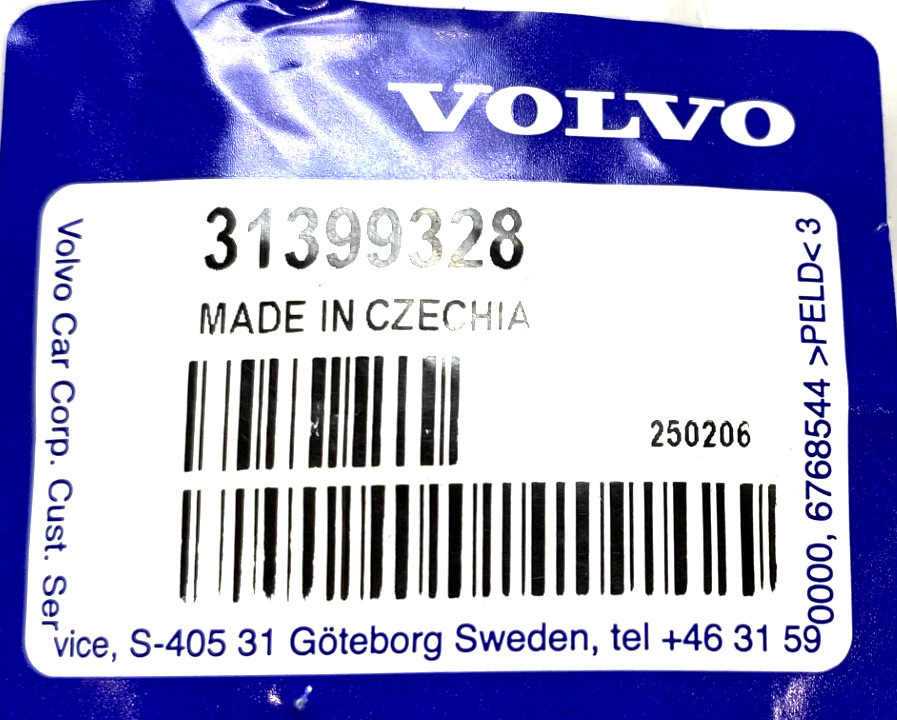 VOLVO
31399328
MADE IN CZECHIA
250206
Volvo Car Corp. Cust. Service, S-405 31 Göteborg Sweden, tel +46 31 590000, 6768544 >PELD< 3